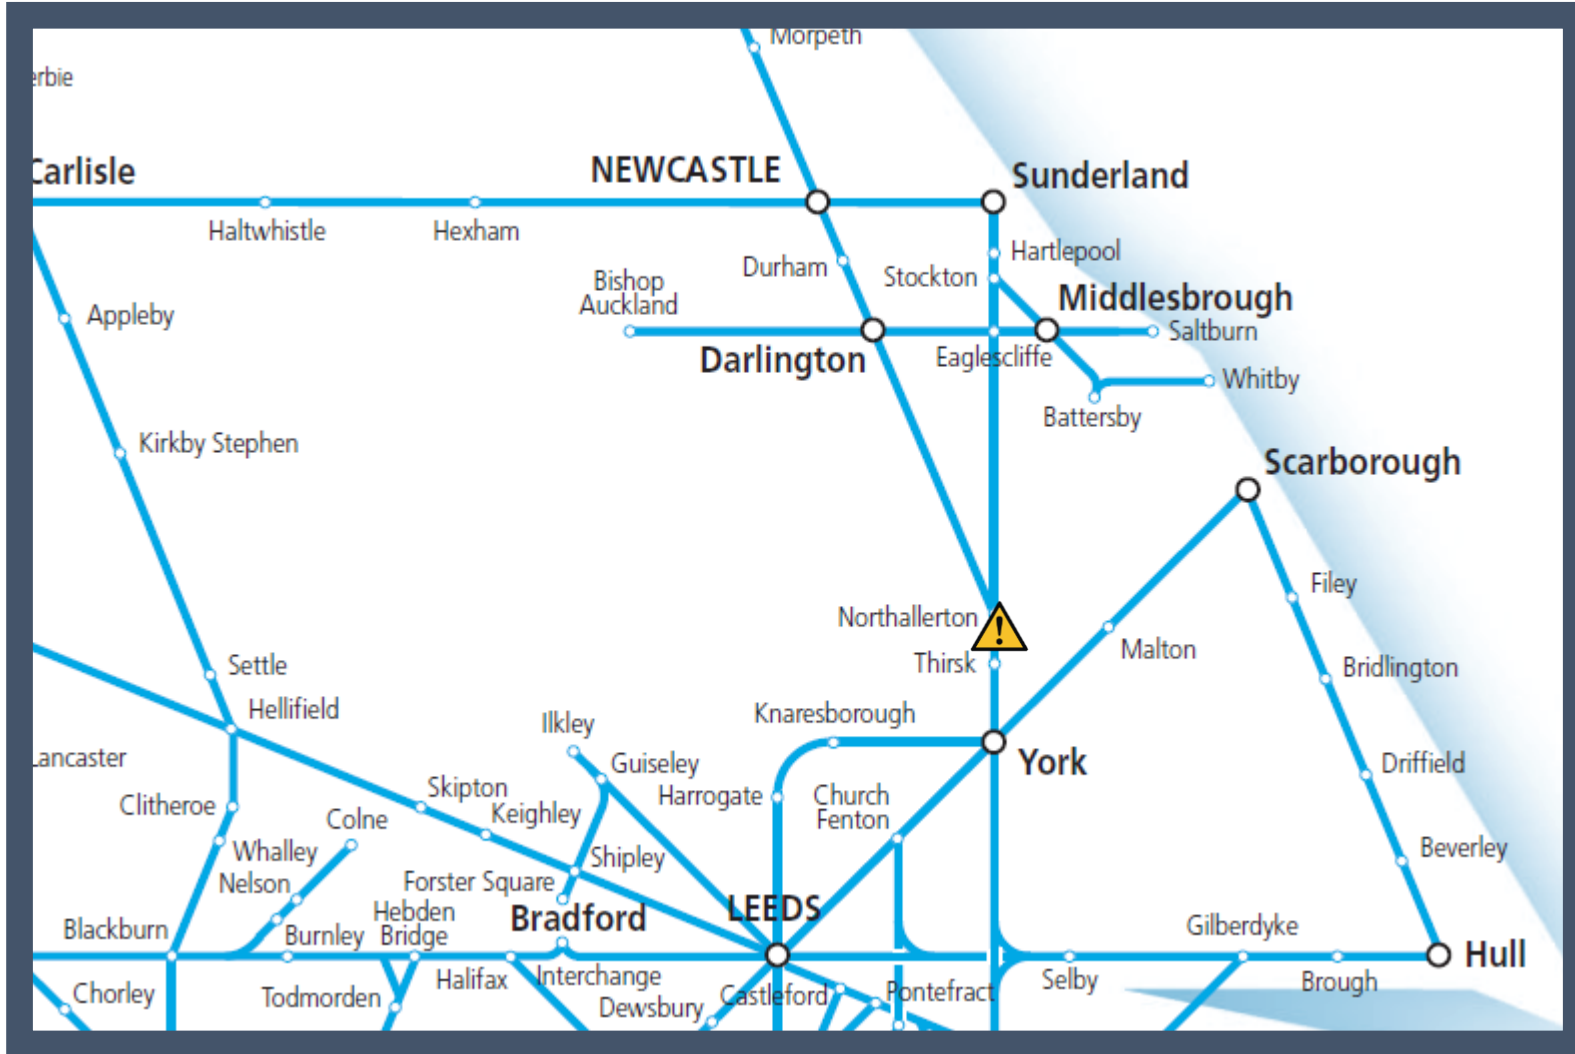 Morpeth
erbie
Carlisle
NEWCASTLE
Sunderland
Haltwhistle
Hexham
Durham
Hartlepool
Stockton
Bishop
Auckland
Middlesbrough
Appleby
Saltburn
Darlington
Eaglescliffe
Whitby
Battersby
Kirkby Stephen
Scarborough
Filey
Northallerton
!
Malton
Thirsk
Settle
Bridlington
Hellifield
Knaresborough
Ilkley
York
Lancaster
Guiseley
Driffield
Skipton
Harrogate
Church
Fenton
Clitheroe
Colne
Keighley
Whalley
Shipley
Beverley
Nelson
Forster Square
LEEDS
Hebden
Bridge
Bradford
Blackburn
Burnley
Gilberdyke
Hull
Halifax
Interchange
Selby
Brough
Chorley
Todmorden
Castleford
Pontefract
Dewsbury